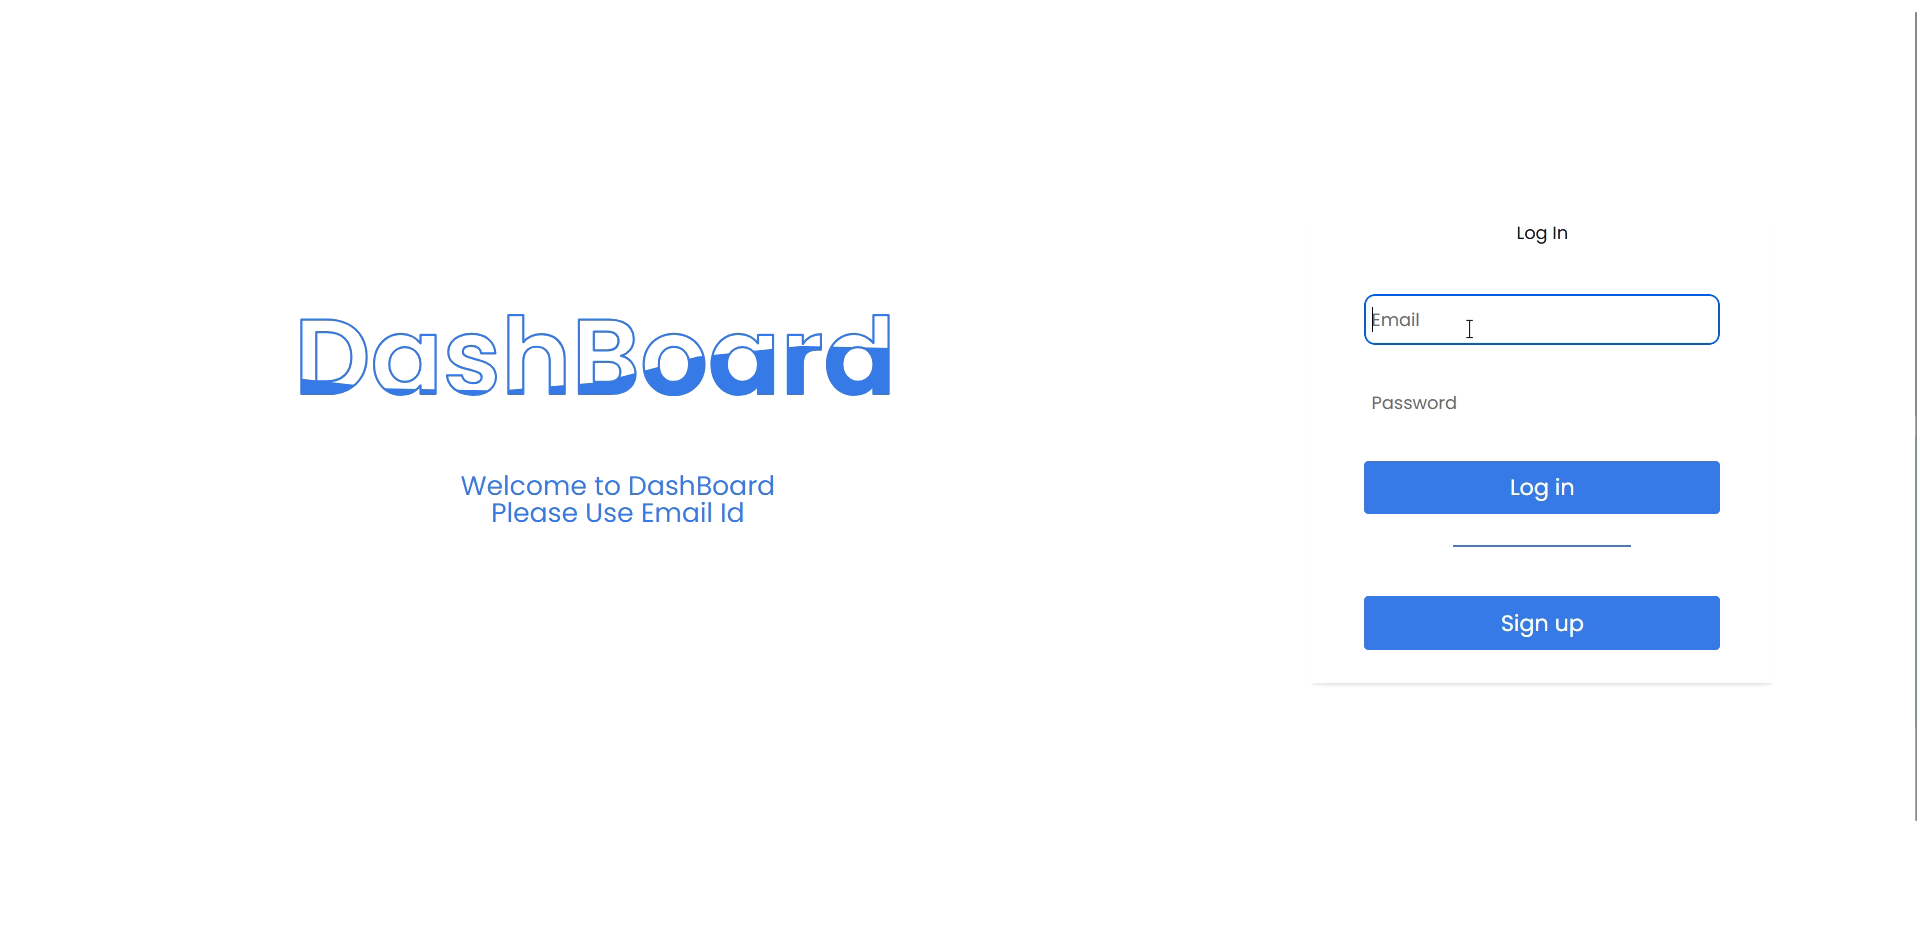 DashBoard
Welcome to DashBoard
Please Use Email Id
Log In
Email
Password
Log in
Sign up